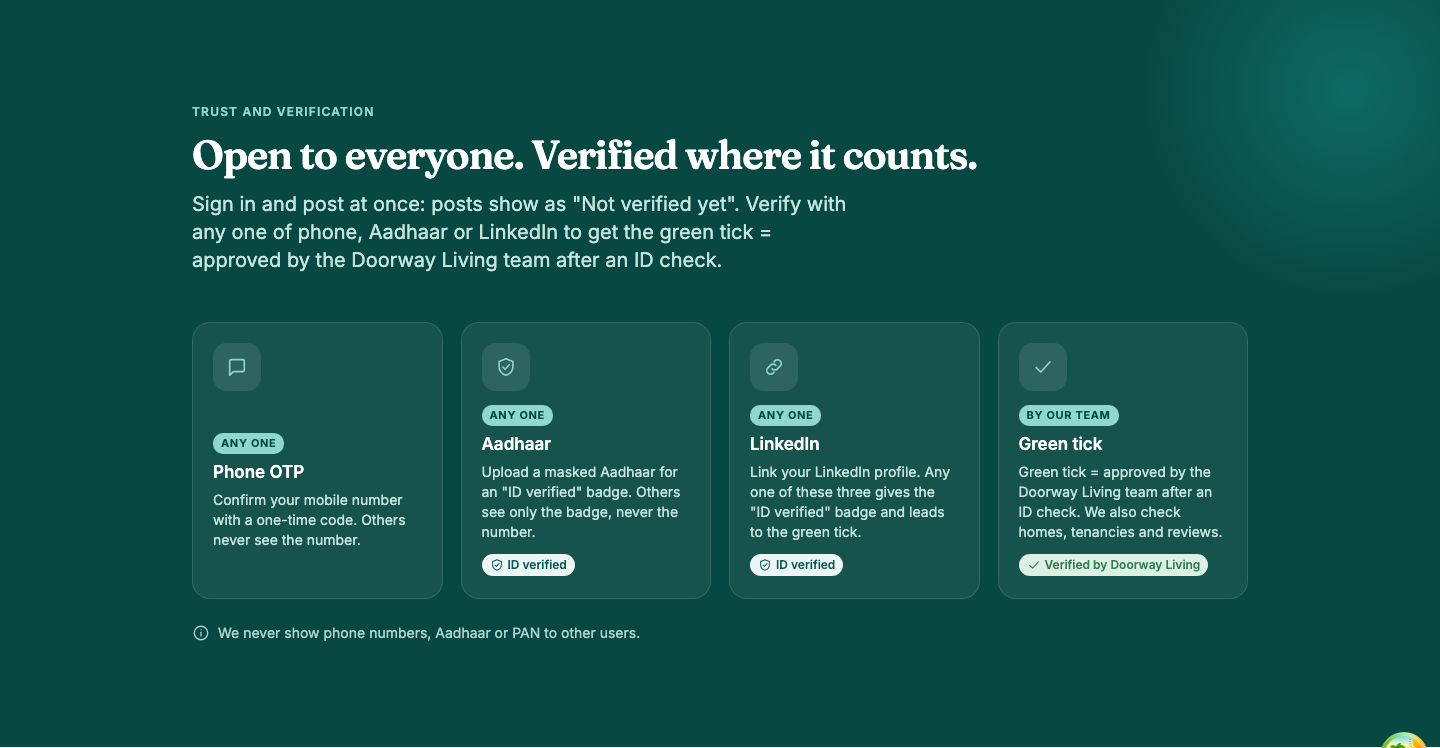 TRUST AND VERIFICATION
Open to everyone. Verified where it counts.
Sign in and post at once: posts show as "Not verified yet". Verify with
any one of phone, Aadhaar or LinkedIn to get the green tick =
approved by the Doorway Living team after an ID check.
ANY ONE
Phone OTP
Confirm your mobile number
with a one-time code. Others
never see the number.
ANY ONE
Aadhaar
Upload a masked Aadhaar for
an "ID verified" badge. Others
see only the badge, never the
number.
ID verified
ANY ONE
LinkedIn
Link your LinkedIn profile. Any
one of these three gives the
"ID verified" badge and leads
to the green tick.
ID verified
BY OUR TEAM
Green tick
Green tick = approved by the
Doorway Living team after an
ID check. We also check
homes, tenancies and reviews.
Verified by Doorway Living
We never show phone numbers, Aadhaar or PAN to other users.